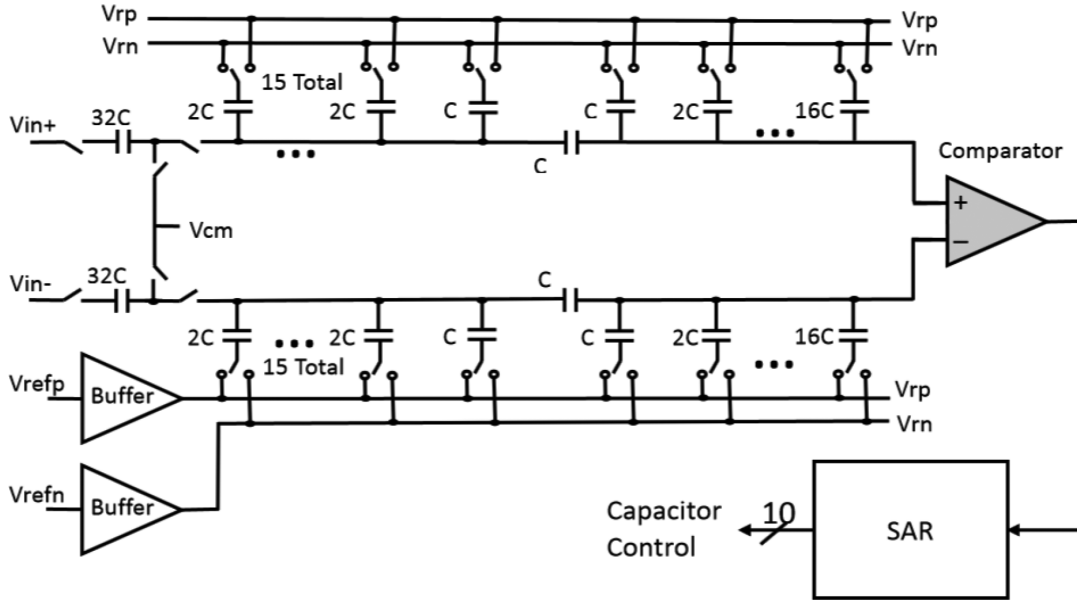 Vrp Vrp
Vrn Vrn
15 Total
2C 2C C C 2C 16C
32C
Vin+
C
Comparator
+
Vcm
−
32C
Vin-
C
2C 2C C C 2C 16C
15 Total
Vrefp Buffer Vrp
Vrn
Vrefn Buffer
Capacitor 10 SAR
Control